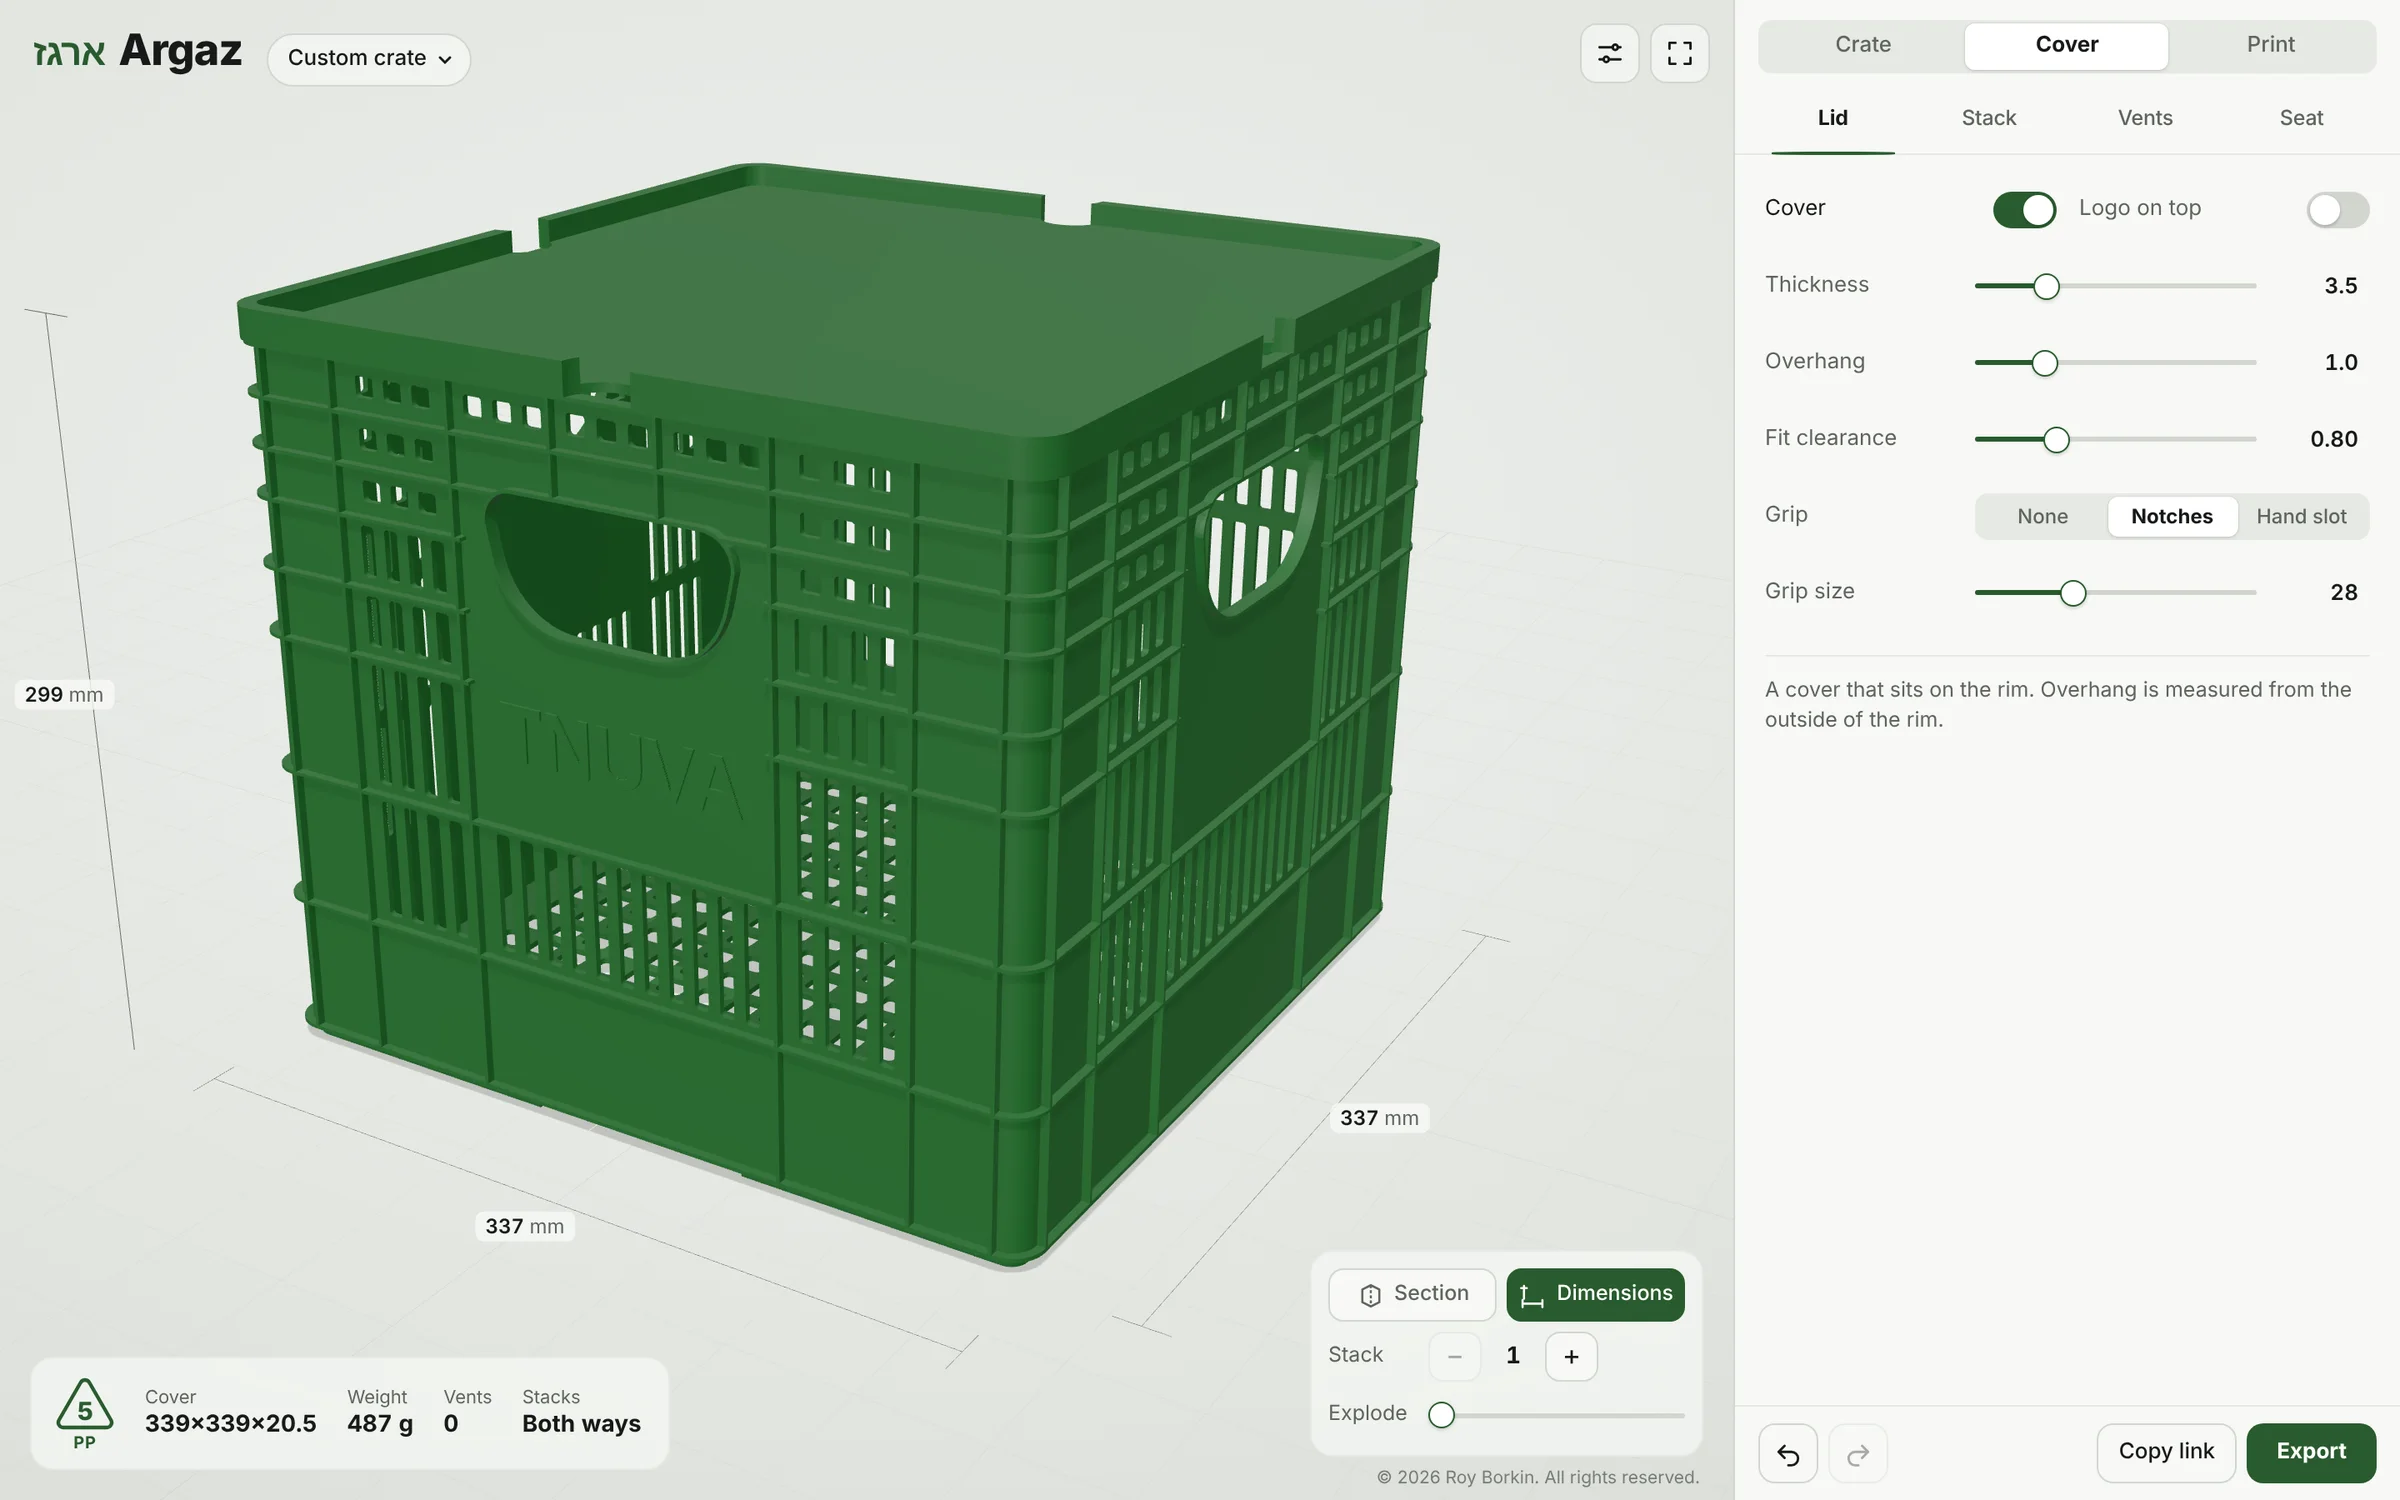 ארגז Argaz
Custom crate
Crate
Cover
Print
Lid
Stack
Vents
Seat
Cover
Logo on top
Thickness
3.5
Overhang
1.0
Fit clearance
0.80
Grip
None
Notches
Hand slot
Grip size
28
A cover that sits on the rim. Overhang is measured from the
outside of the rim.
299 mm
TNUVA
337 mm
337 mm
Section
Dimensions
Stack
−
1
+
Explode
5
PP
Cover
339×339×20.5
Weight
487 g
Vents
0
Stacks
Both ways
© 2026 Roy Borkin. All rights reserved.
Copy link
Export